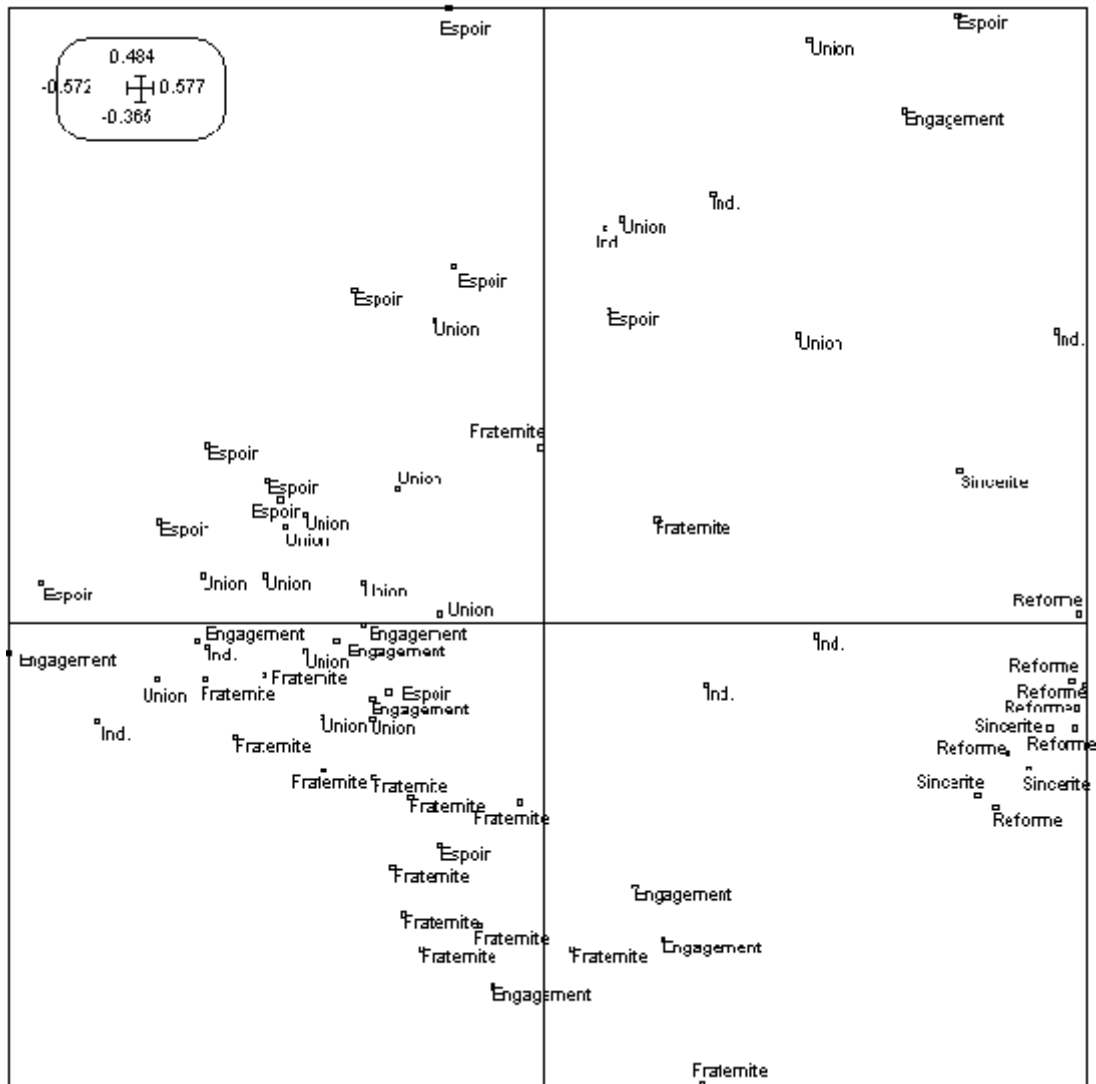 Espoir
Espoir
Union
0.484
-0.572
0.577
-0.365
Engagement
Ind.
Union
Ind
Espoir
Espoir
Espoir
Union
Union
Ind.
Fraternite
Espoir
Union
Sincerite
Espoir
Espoir
Union
Espoir
Union
Fraternite
Union
Union
Union
Espoir
Reforme
Union
Engagement
Engagement
Ind.
Ind.
Engagement
Engagement
Union
Reforme
Fraternite
Union
Fraternite
Espoir
Ind.
Reforme
Engagement
Reforme
Ind.
Union
Union
Sincerite
Fraternite
Reforme
Reforme
Fraternite
Fraternite
Sincerite
Sincerite
Fraternite
Fraternite
Reforme
Espoir
Fraternite
Engagement
Fraternite
Fraternite
Engagement
Fraternite
Fraternite
Engagement
Fraternite